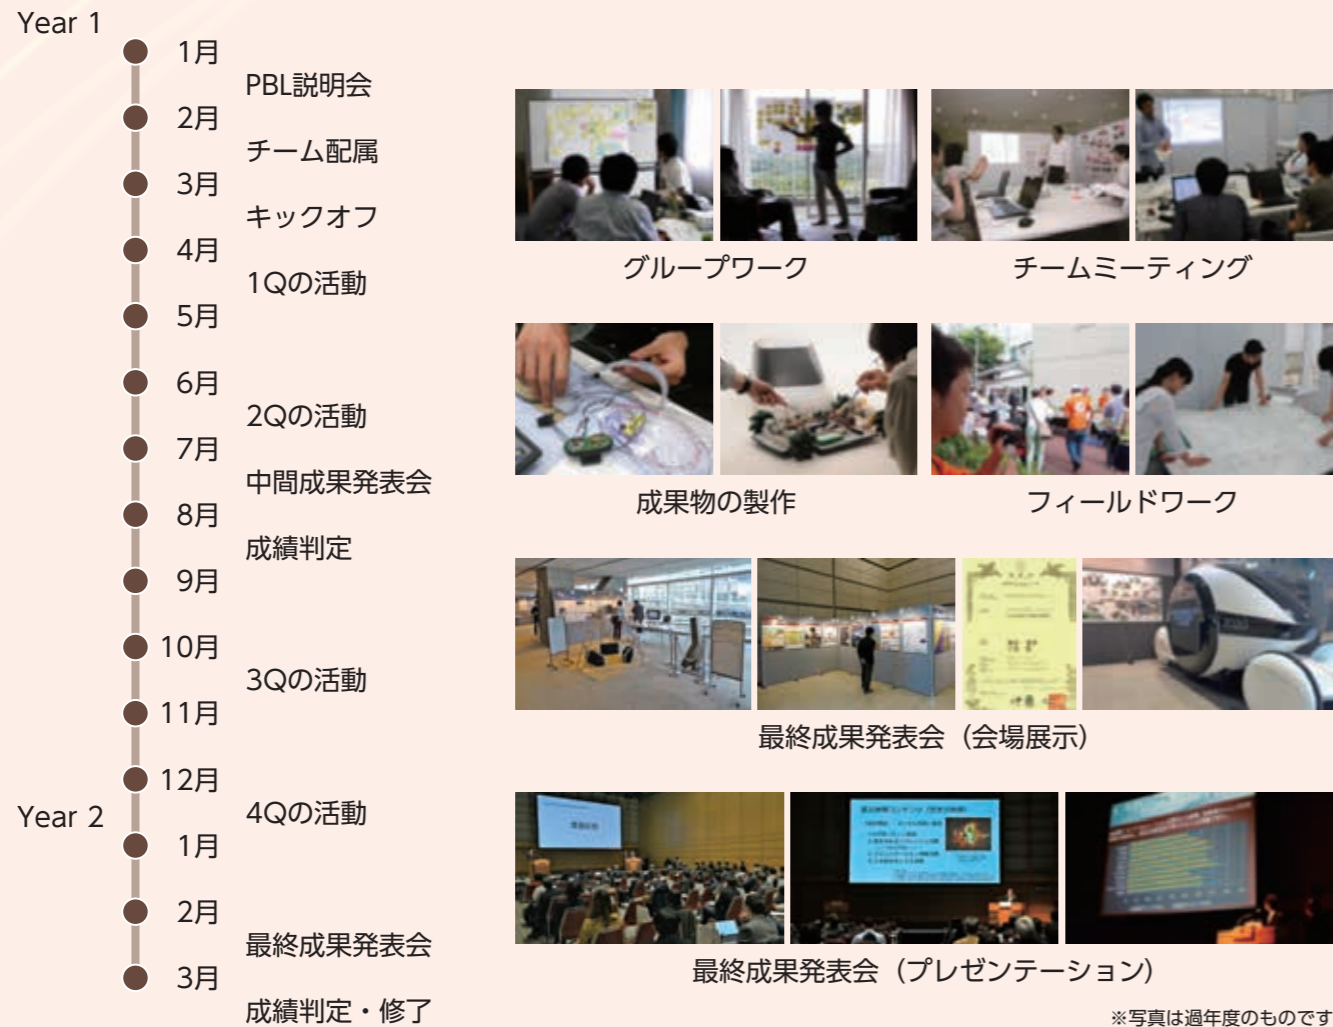 Year 1
1月
PBL説明会
2月
チーム配属
3月
キックオフ
4月
1Qの活動
5月
6月
2Qの活動
7月
中間成果発表会
8月
成績判定
9月
10月
3Qの活動
11月
12月
4Qの活動
Year 2
1月
2月
最終成果発表会
3月
成績判定・修了
グループワーク
チームミーティング
成果物の製作
フィールドワーク
最終成果発表会（会場展示）
最終成果発表会（プレゼンテーション）
※写真は過年度のものです